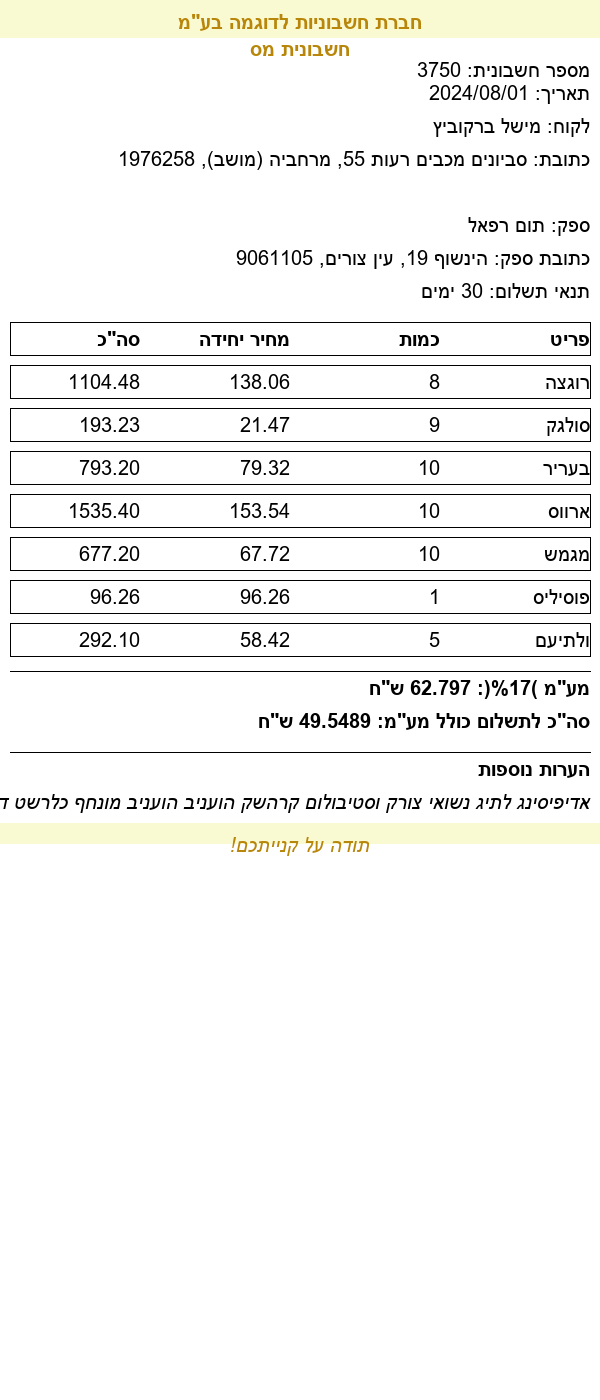 חברת חשבוניות לדוגמה בע"מ
חשבונית מס
מספר חשבונית: 3750
תאריך: 2024/08/01
לקוח: מישל ברקוביץ
כתובת: סביונים מכבים רעות 55, מרחביה (מושב), 1976258
ספק: תום רפאל
כתובת ספק: הינשוף 19, עין צורים, 9061105
תנאי תשלום: 30 ימים
פריט כמות מחיר יחידה סה"כ
רוגצה 8 138.06 1104.48
סולגק 9 21.47 193.23
בעריר 10 79.32 793.20
ארווס 10 153.54 1535.40
מגמש 10 67.72 677.20
פוסיליס 1 96.26 96.26
ולתיעם 5 58.42 292.10
מע"מ )17%(: 62.797 ש"ח
סה"כ לתשלום כולל מע"מ: 49.5489 ש"ח
הערות נוספות
אדיפיסינג לתיג נשואי צורק וסטיבולום קרהשק הועניב הועניב מונחף כלרשט ד
תודה על קנייתכם!